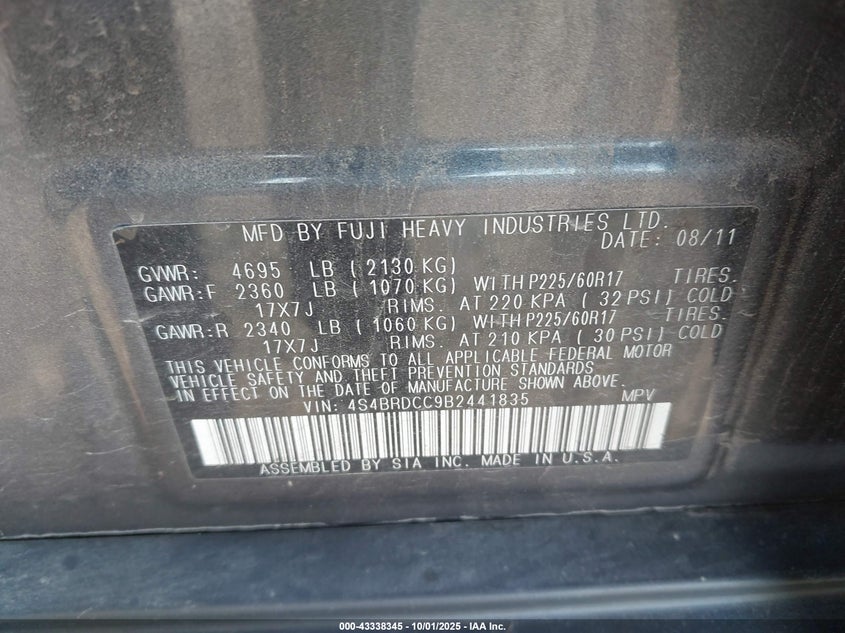 MFD BY FUJI HEAVY INDUSTRIES LTD.
DATE: 08/11
GVWR: 4695 LB (2130 KG)
GAWR:F 2360 LB (1070 KG) WITH P225/60R17 TIRES.
17X7J RIMS. AT 220 KPA (32 PSI) COLD
GAWR:R 2340 LB (1060 KG) WITH P225/60R17 TIRES.
17X7J RIMS. AT 210 KPA (30 PSI) COLD
THIS VEHICLE CONFORMS TO ALL APPLICABLE FEDERAL MOTOR
VEHICLE SAFETY AND THEFT PREVENTION STANDARDS
IN EFFECT ON THE DATE OF MANUFACTURE SHOWN ABOVE.
VIN: 4S4BRDCC9B2441835 MPV
ASSEMBLED BY SIA INC. MADE IN U.S.A.
000-43338345 - 10/01/2025 - IAA Inc.